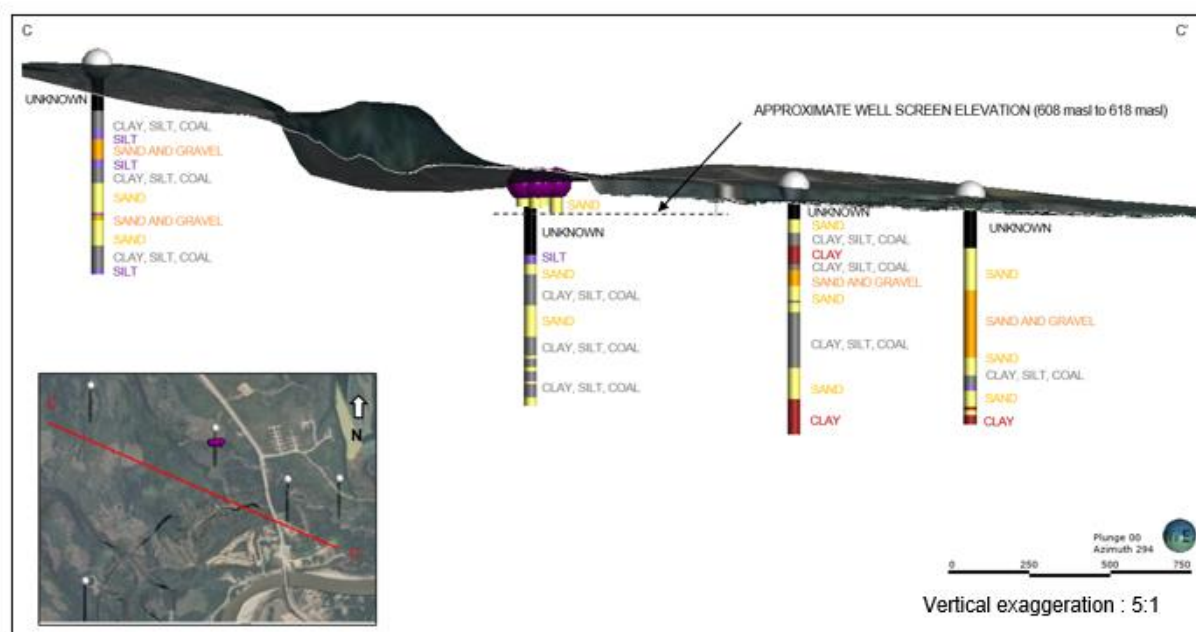 C
C'
APPROXIMATE WELL SCREEN ELEVATION (608 masl to 618 masl)
UNKNOWN
CLAY, SILT, COAL
SILT
SAND AND GRAVEL
SILT
CLAY, SILT, COAL
SAND
SAND AND GRAVEL
SAND
CLAY, SILT, COAL
SILT
SAND
UNKNOWN
SILT
SAND
CLAY, SILT, COAL
SAND
CLAY, SILT, COAL
CLAY, SILT, COAL
UNKNOWN
SAND
CLAY, SILT, COAL
CLAY
CLAY, SILT, COAL
SAND AND GRAVEL
SAND
CLAY, SILT, COAL
SAND
CLAY
UNKNOWN
SAND
SAND AND GRAVEL
SAND
CLAY, SILT, COAL
SAND
CLAY
N
Plunge 00
Azimuth 294
E
0 250 500 750
Vertical exaggeration : 5:1